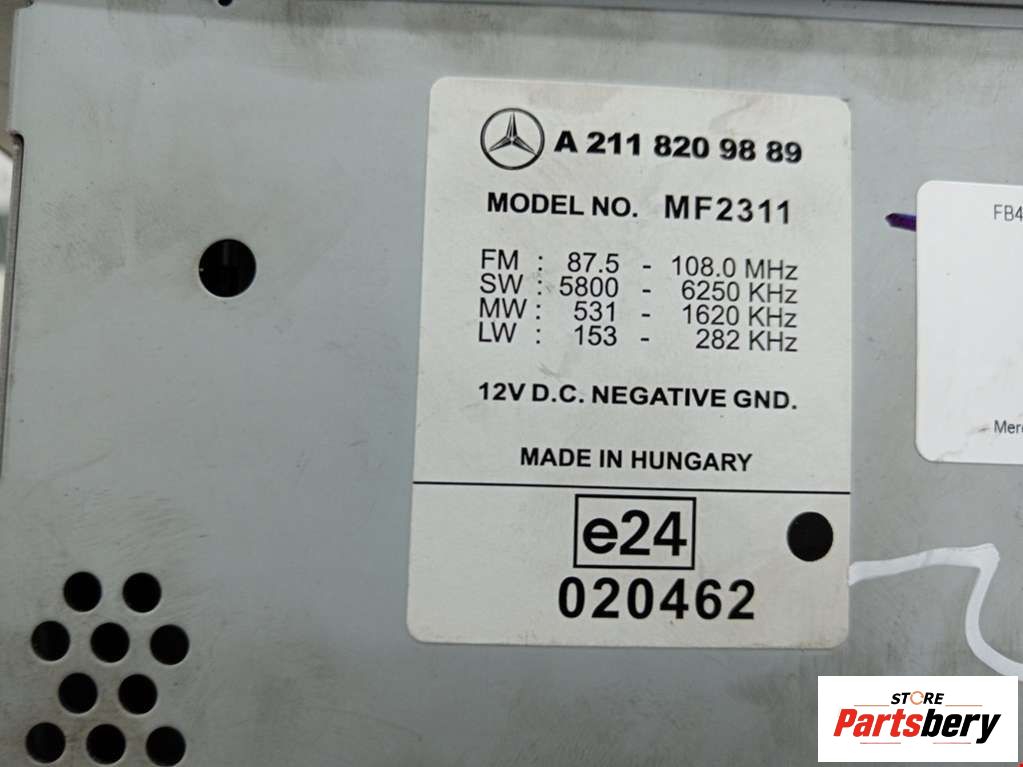 A 211 820 98 89
MODEL NO. MF2311
FM : 87.5 - 108.0 MHz
SW : 5800 - 6250 KHz
MW : 531 - 1620 KHz
LW : 153 - 282 KHz
12V D.C. NEGATIVE GND.
MADE IN HUNGARY
e24
020462
FB4
Merc
STORE
Partsbery